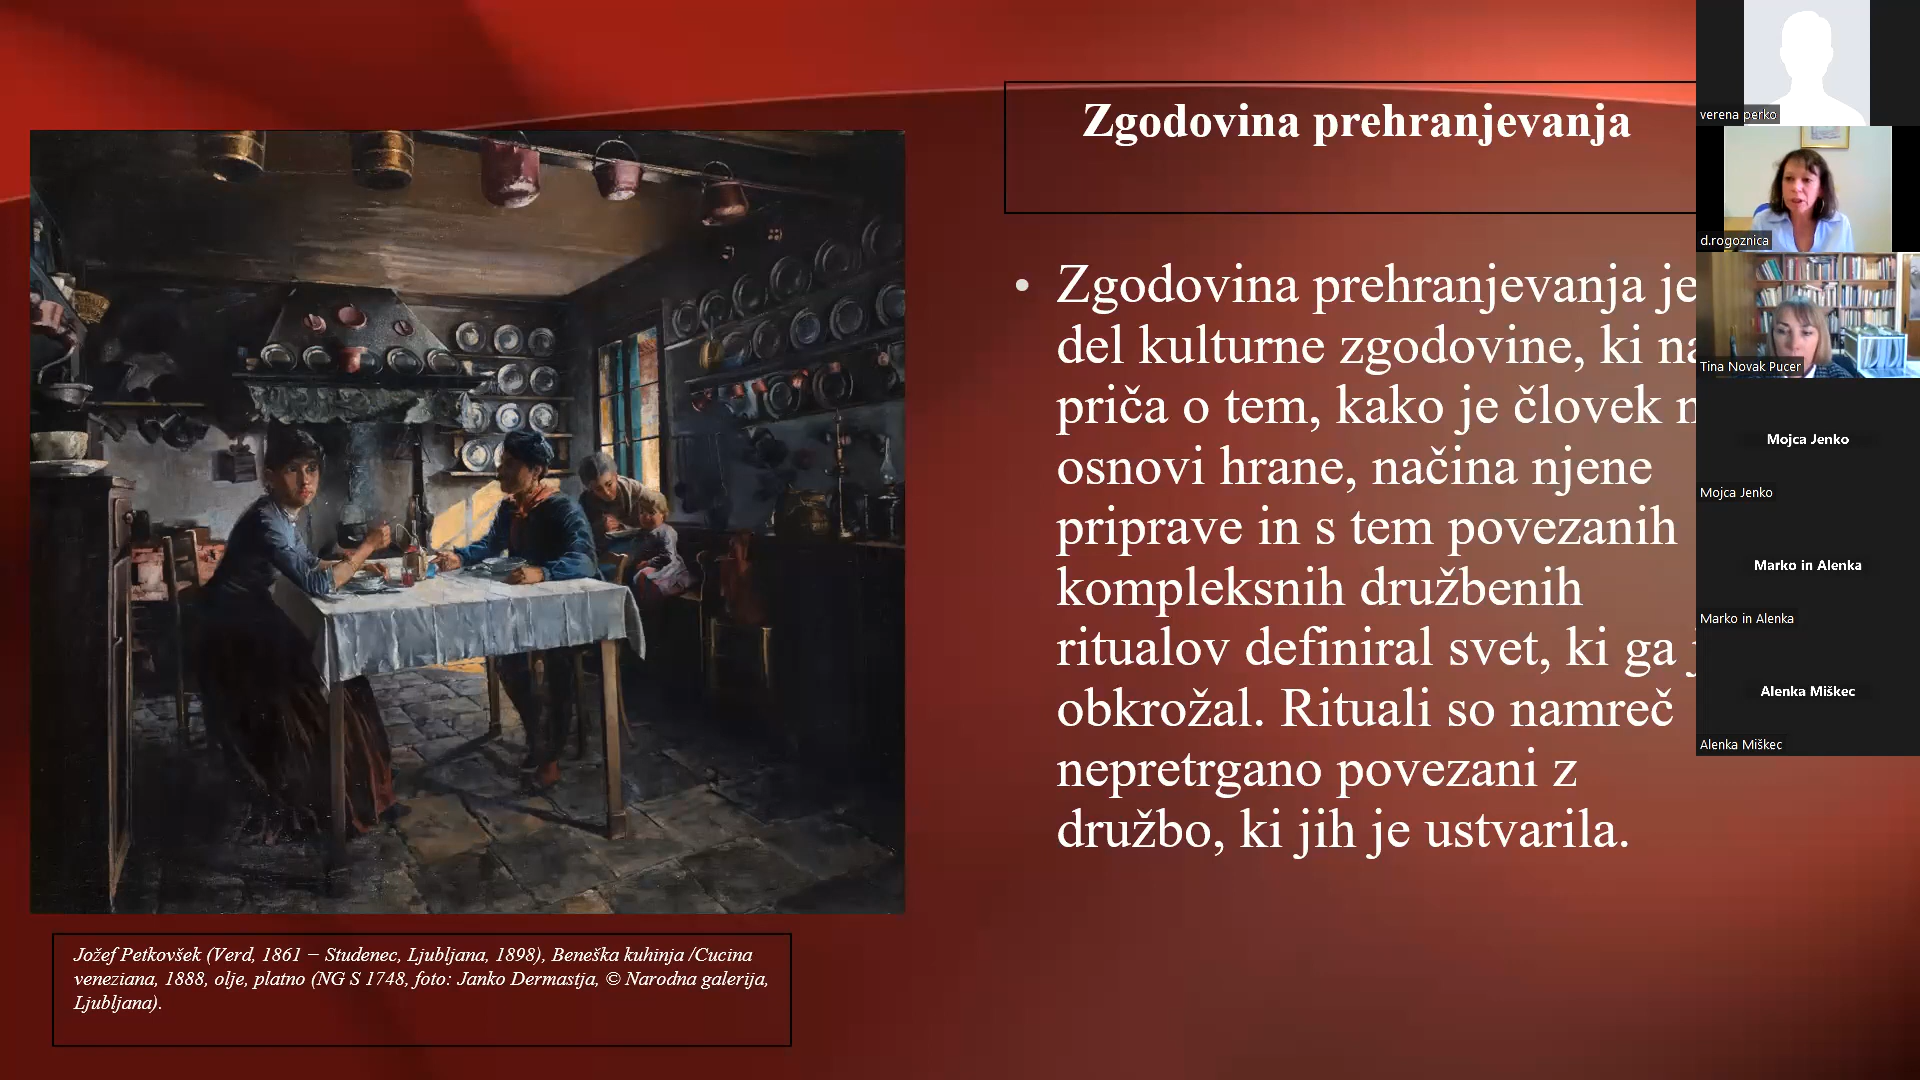 Zgodovina prehranjevanja
Zgodovina prehranjevanja je
del kulturne zgodovine, ki
priča o tem, kako je človek
osnovi hrane, načina njene
priprave in s tem povezanih
kompleksnih družbenih
ritualov definiral svet, ki ga
obkrožal. Rituali so namreč
nepretrgano povezani z
družbo, ki jih je ustvarila.
Jožef Petkovšek (Verd, 1861 – Studenec, Ljubljana, 1898), Beneška kuhinja /Cucina
veneziana, 1888, olje, platno (NG S 1748, foto: Janko Dermastja, © Narodna galerija,
Ljubljana).
verena perko
d.rogoznica
Tina Novak Pucer
Mojca Jenko
Mojca Jenko
Marko in Alenka
Marko in Alenka
Alenka Miškec
Alenka Miškec